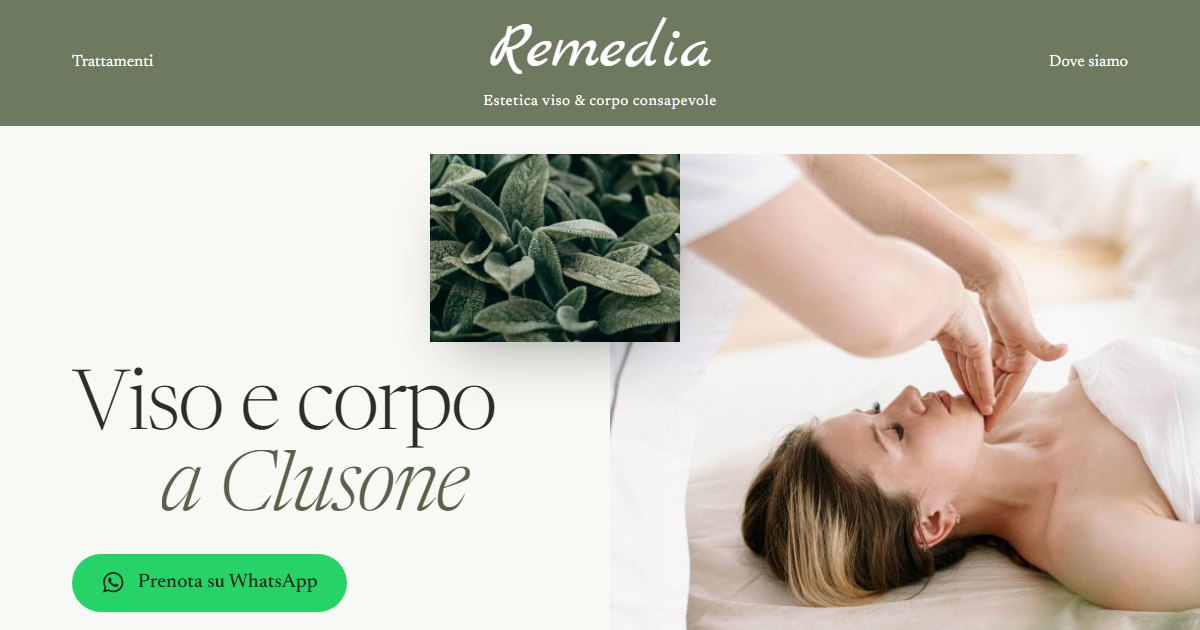 Trattamenti
Remedia
Estetica viso & corpo consapevole
Dove siamo
Viso e corpo
a Clusone
Prenota su WhatsApp